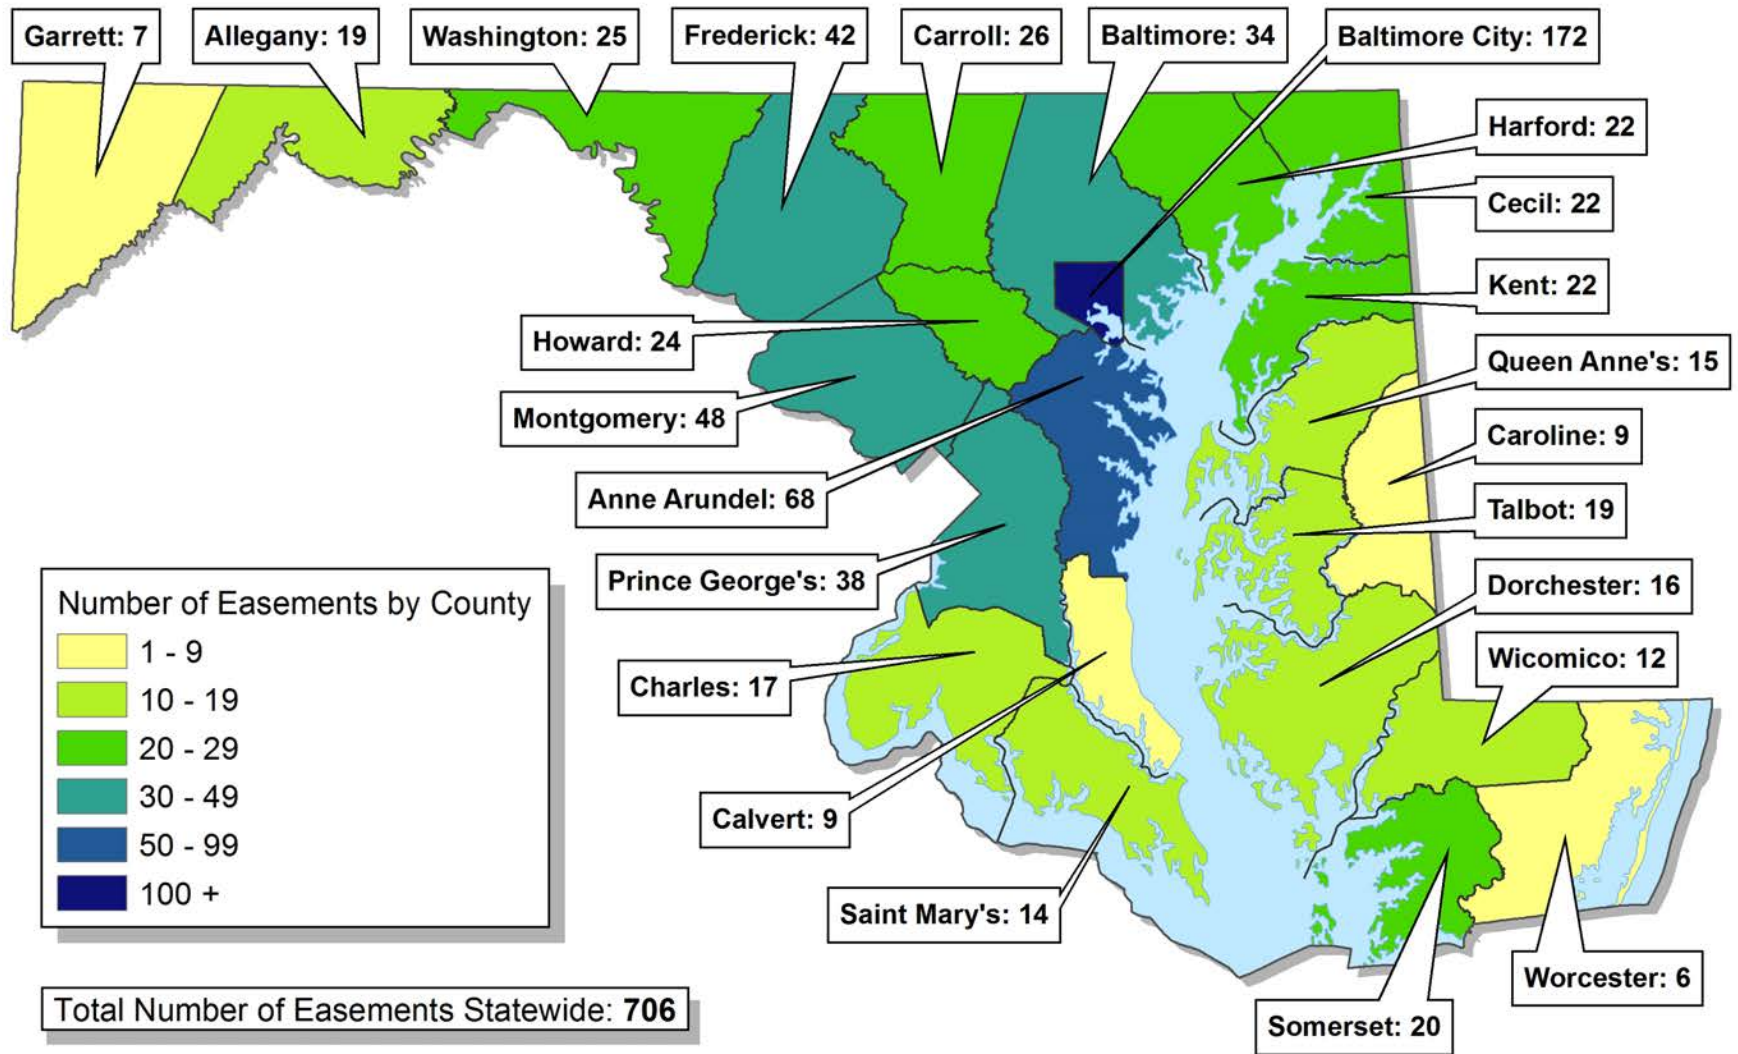 Garrett: 7
Allegany: 19
Washington: 25
Frederick: 42
Carroll: 26
Baltimore: 34
Baltimore City: 172
Harford: 22
Cecil: 22
Kent: 22
Howard: 24
Queen Anne's: 15
Montgomery: 48
Caroline: 9
Anne Arundel: 68
Talbot: 19
Prince George's: 38
Dorchester: 16
Wicomico: 12
Charles: 17
Calvert: 9
Saint Mary's: 14
Worcester: 6
Somerset: 20
Number of Easements by County
1 - 9
10 - 19
20 - 29
30 - 49
50 - 99
100 +
Total Number of Easements Statewide: 706